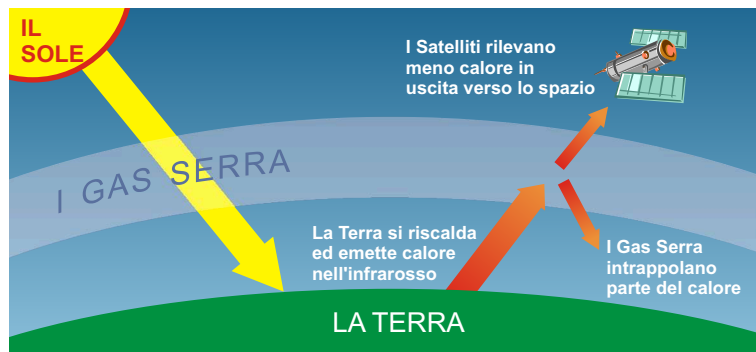 IL
SOLE
I Satelliti rilevano
meno calore in
uscita verso lo spazio
I GAS SERRA
La Terra si riscalda
ed emette calore
nell'infrarosso
I Gas Serra
intrappolano
parte del calore
LA TERRA